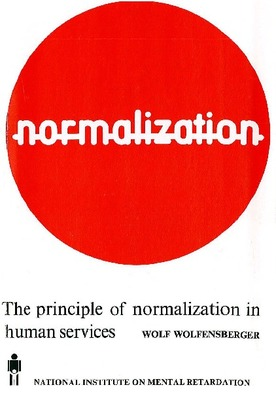 normalization
The principle of normalization in
human services WOLF WOLFENSBERGER
NATIONAL INSTITUTE ON MENTAL RETARDATION